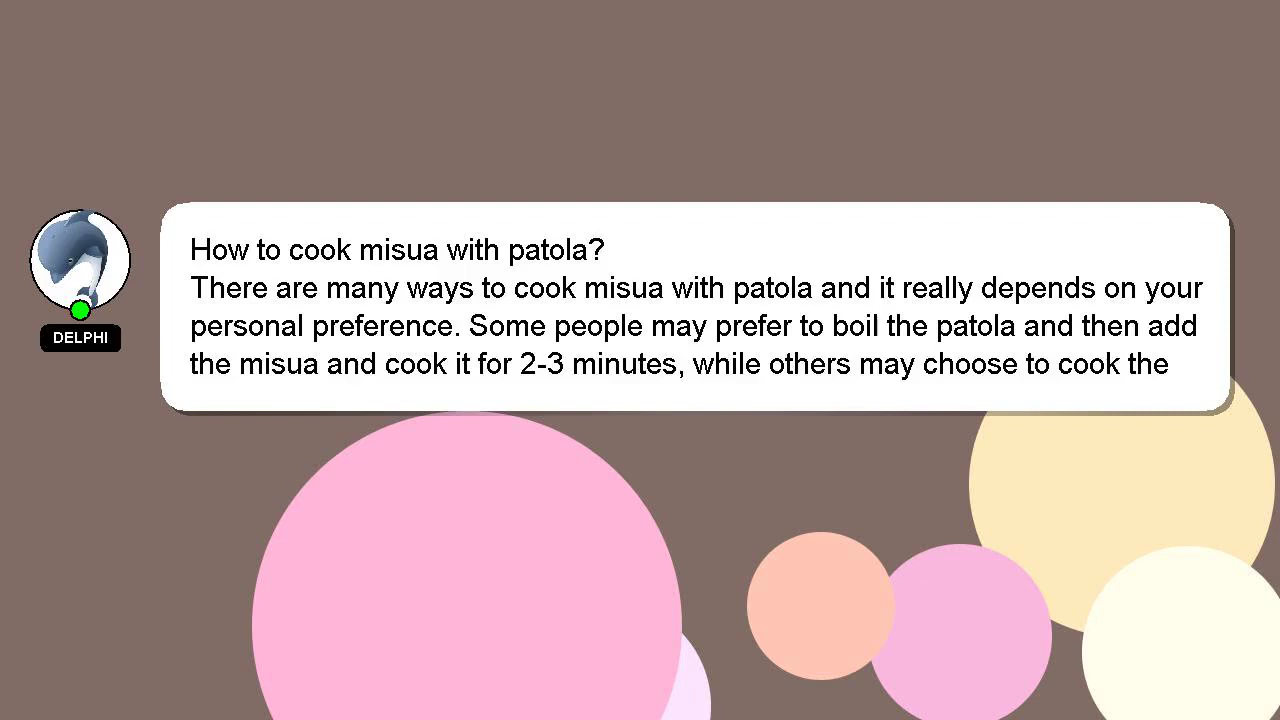 How to cook misua with patola?
There are many ways to cook misua with patola and it really depends on your
personal preference. Some people may prefer to boil the patola and then add
the misua and cook it for 2-3 minutes, while others may choose to cook the
DELPHI